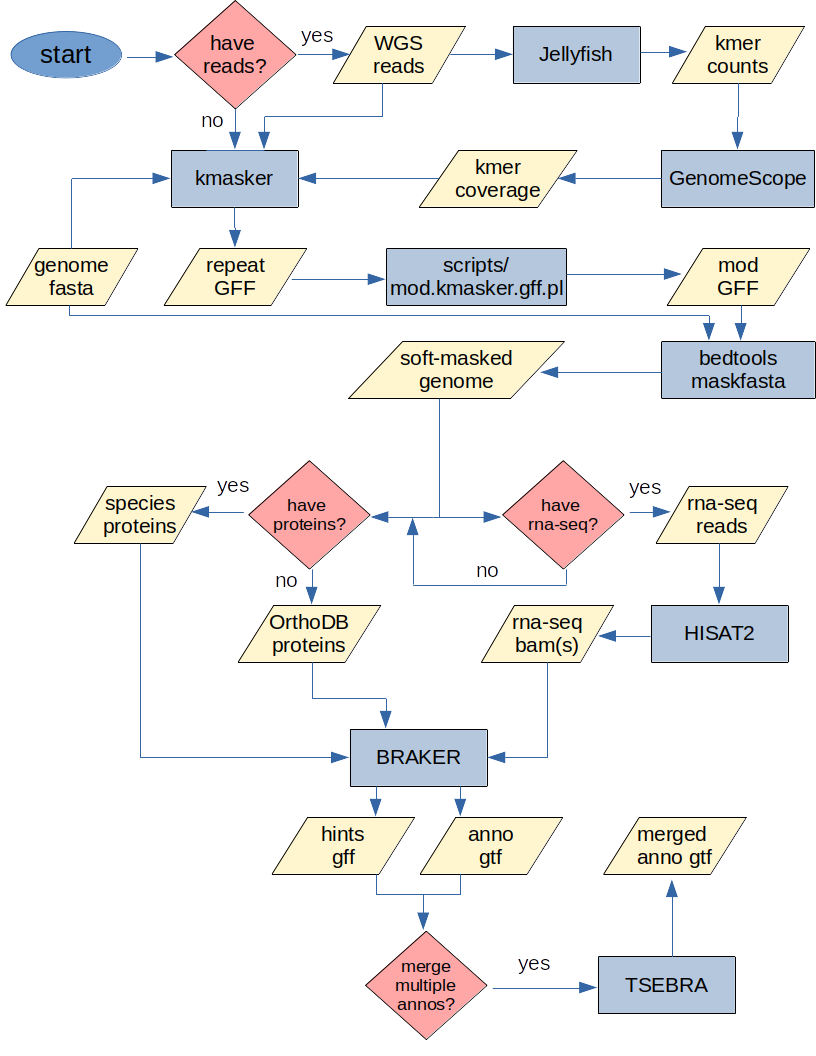 start
have
reads?
yes
WGS
reads
Jellyfish
kmer
counts
no
kmasker
kmer
coverage
GenomeScope
genome
fasta
repeat
GFF
scripts/
mod.kmasker.gff.pl
mod
GFF
soft-masked
genome
bedtools
maskfasta
species
proteins
yes
have
proteins?
have
rna-seq?
yes
rna-seq
reads
no
no
OrthoDB
proteins
rna-seq
bam(s)
HISAT2
BRAKER
hints
gff
anno
gtf
merged
anno gtf
merge
multiple
annos?
yes
TSEBRA